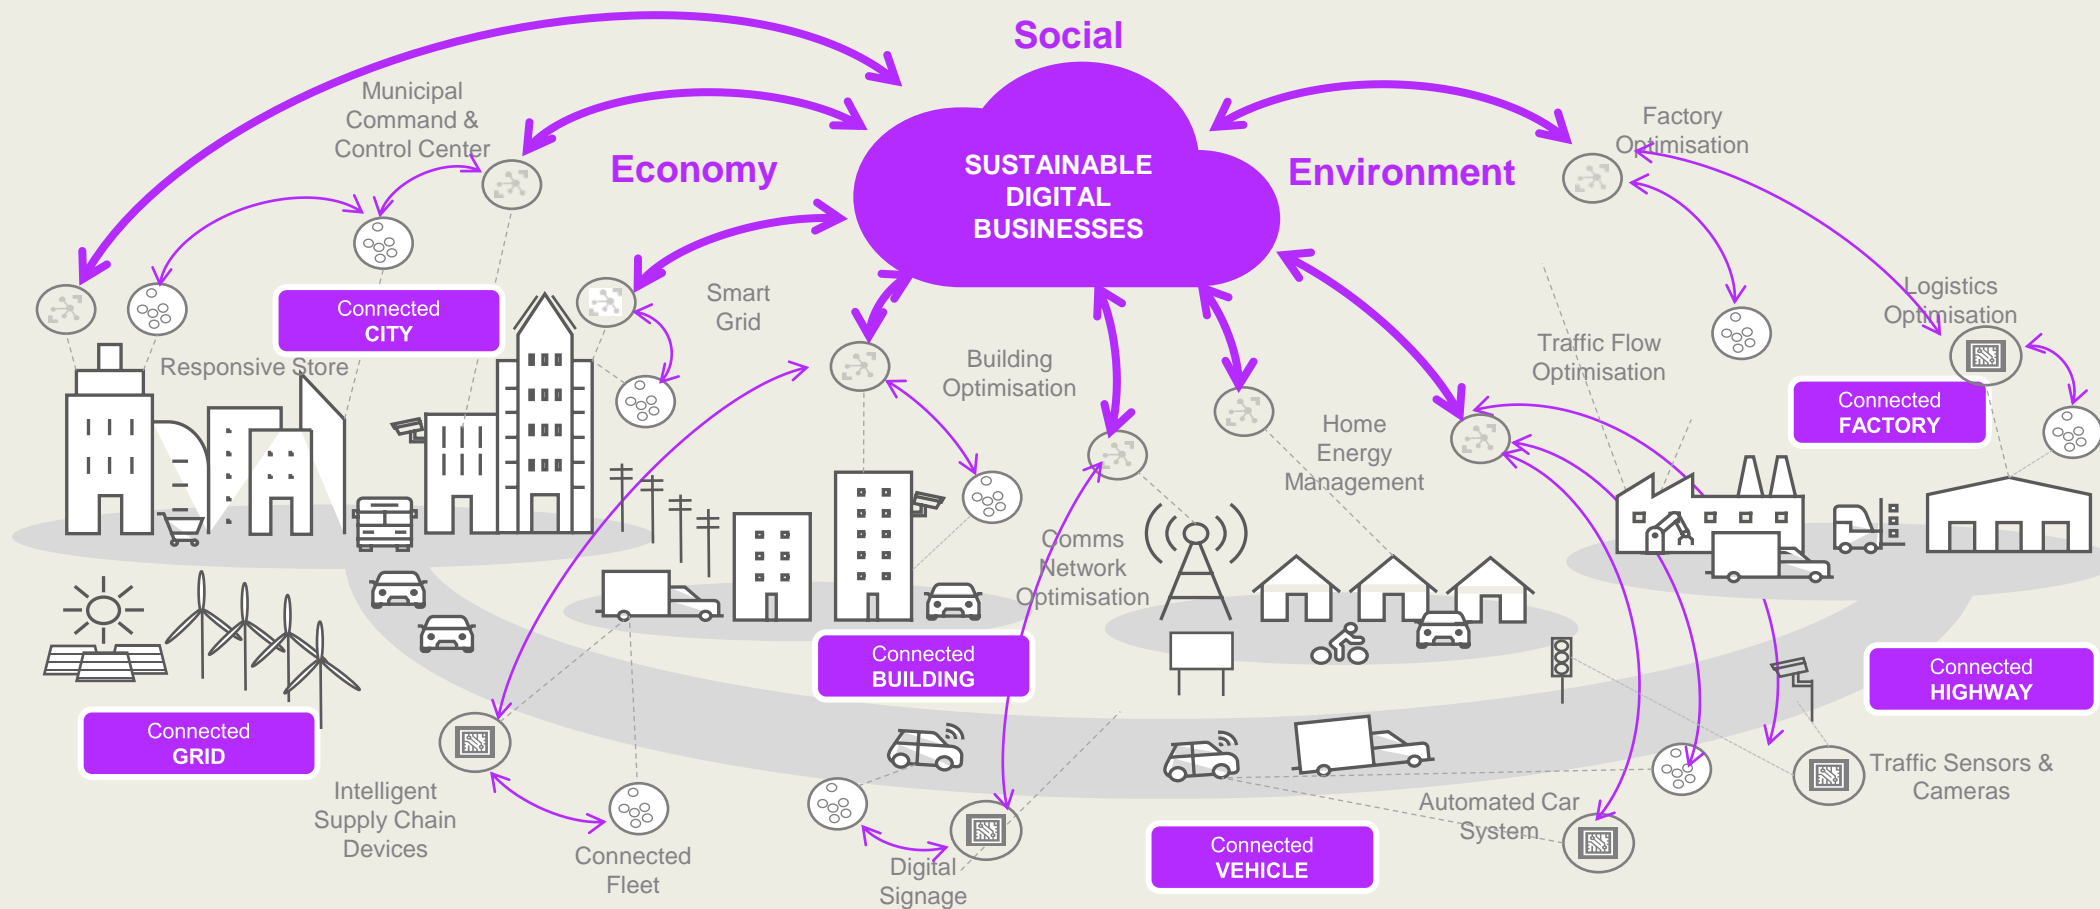 Social
Municipal
Command &
Control Center
Economy
SUSTAINABLE
DIGITAL
BUSINESSES
Environment
Factory
Optimisation
Connected
CITY
Responsive Store
Smart
Grid
Building
Optimisation
Traffic Flow
Optimisation
Logistics
Optimisation
Connected
FACTORY
Home
Energy
Management
Comms
Network
Optimisation
Connected
BUILDING
Connected
HIGHWAY
Connected
GRID
Intelligent
Supply Chain
Devices
Connected
Fleet
Digital
Signage
Connected
VEHICLE
Automated Car
System
Traffic Sensors &
Cameras